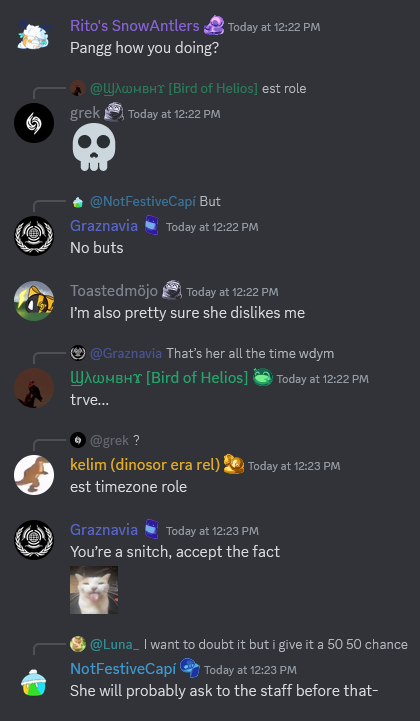 Rito's SnowAntlers Today at 12:22 PM
Pangg how you doing?
@Ϣλωмвнϫ [Bird of Helios] est role
grek Today at 12:22 PM
@NotFestiveCapí But
Graznavia Today at 12:22 PM
No buts
Toastedmöjo Today at 12:22 PM
I'm also pretty sure she dislikes me
@Graznavia That's her all the time wdym
[Bird of Helios] Today at 12:22 PM
trve...
@grek ?
kelim (dinosor era rel) Today at 12:23 PM
est timezone role
Graznavia Today at 12:23 PM
You're a snitch, accept the fact
@Luna_ I want to doubt it but i give it a 50 50 chance
NotFestiveCapí Today at 12:23 PM
She will probably ask to the staff before that-